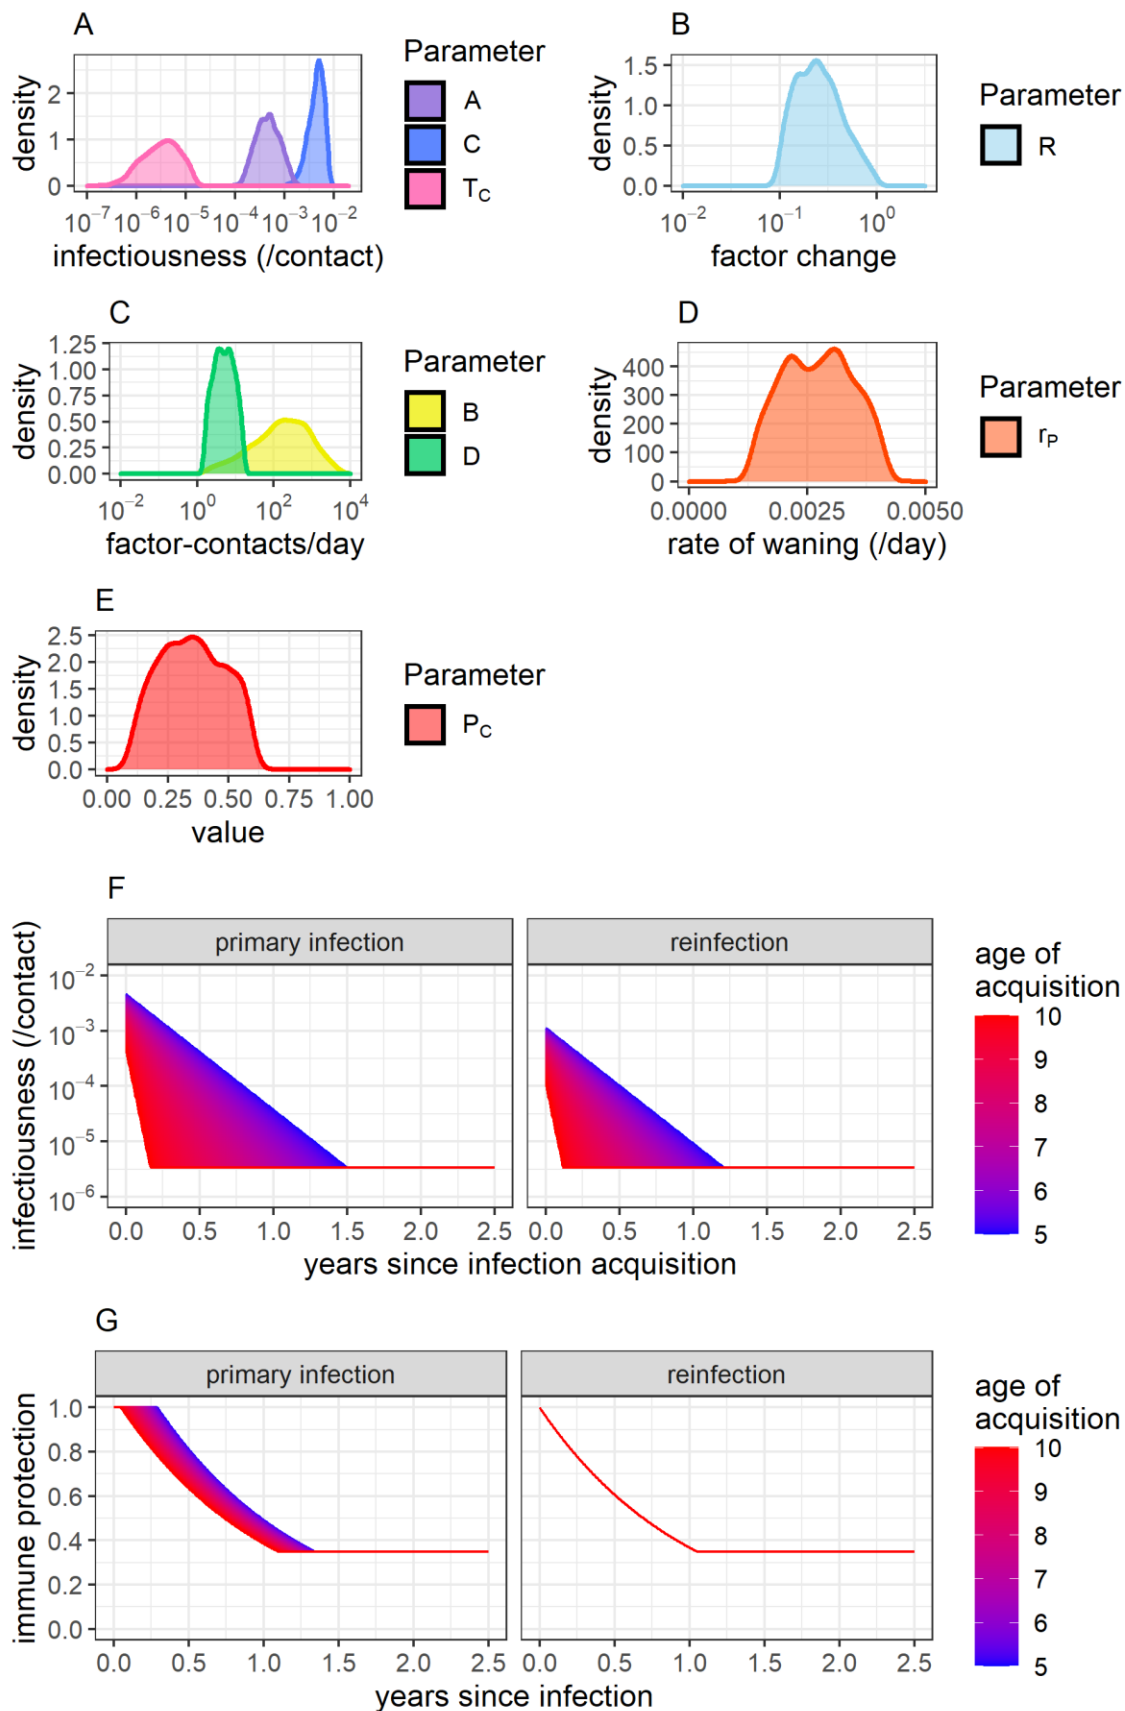 A
density
2
1
0
10⁻⁷ 10⁻⁶ 10⁻⁵ 10⁻⁴ 10⁻³ 10⁻²
infectiousness (/contact)
Parameter
A
C
T_C
B
density
1.5
1.0
0.5
0.0
10⁻² 10⁻¹ 10⁰
factor change
Parameter
R
C
density
1.25
1.00
0.75
0.50
0.25
0.00
10⁻² 10⁰ 10² 10⁴
factor-contacts/day
Parameter
B
D
D
density
400
300
200
100
0
0.0000 0.0025 0.0050
rate of waning (/day)
Parameter
r_P
E
density
2.5
2.0
1.5
1.0
0.5
0.0
0.00 0.25 0.50 0.75 1.00
value
Parameter
P_C
F
primary infection
reinfection
infectiousness (/contact)
10⁻²
10⁻³
10⁻⁴
10⁻⁵
10⁻⁶
0.0 0.5 1.0 1.5 2.0 2.5
0.0 0.5 1.0 1.5 2.0 2.5
years since infection acquisition
age of
acquisition
10
9
8
7
6
5
G
primary infection
reinfection
immune protection
1.0
0.8
0.6
0.4
0.2
0.0
0.0 0.5 1.0 1.5 2.0 2.5
0.0 0.5 1.0 1.5 2.0 2.5
years since infection
age of
acquisition
10
9
8
7
6
5